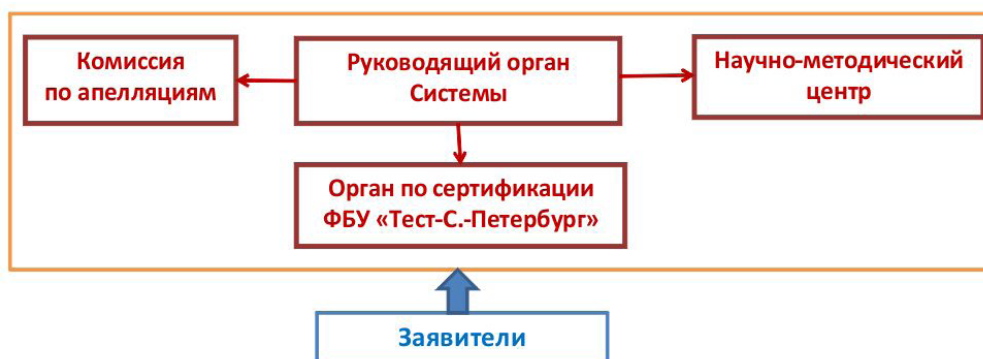 Комиссия
по апелляциям
Руководящий орган
Системы
Научно-методический
центр
Орган по сертификации
ФБУ «Тест-С.-Петербург»
Заявители